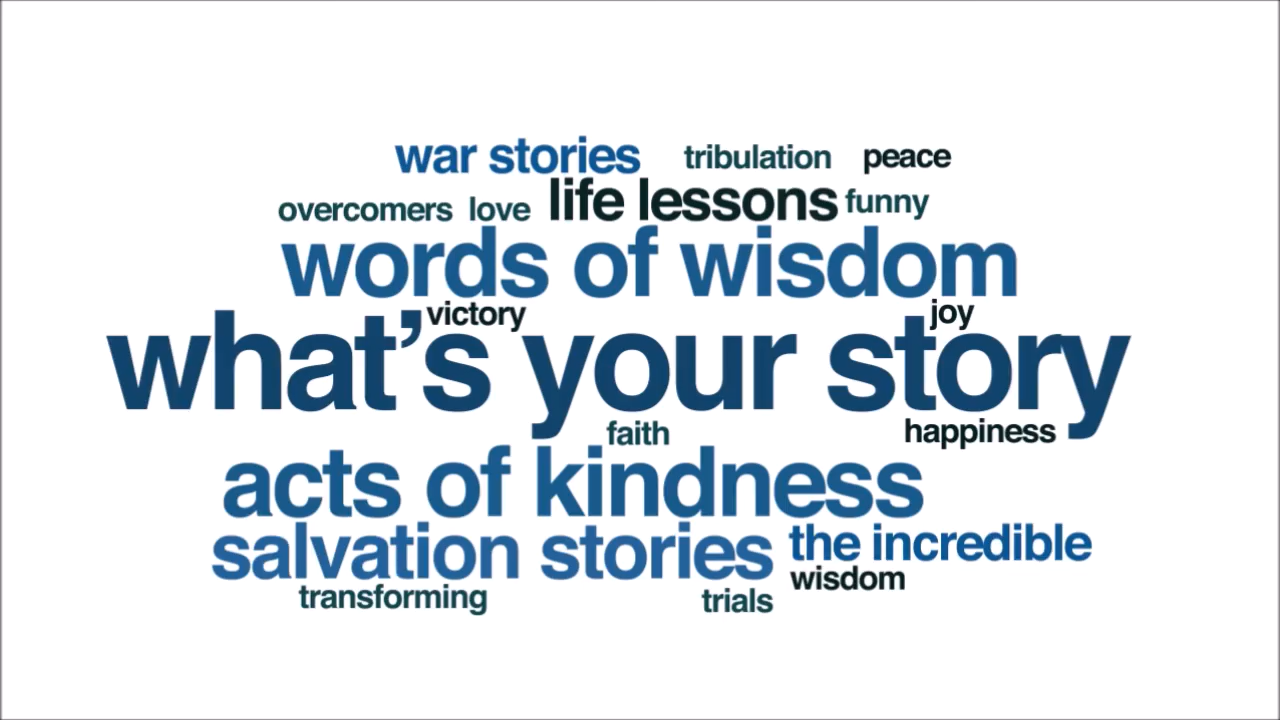 war stories tribulation peace
overcomers love life lessons funny
words of wisdom
victory joy
what’s your story
faith happiness
acts of kindness
salvation stories the incredible
wisdom
transforming trials